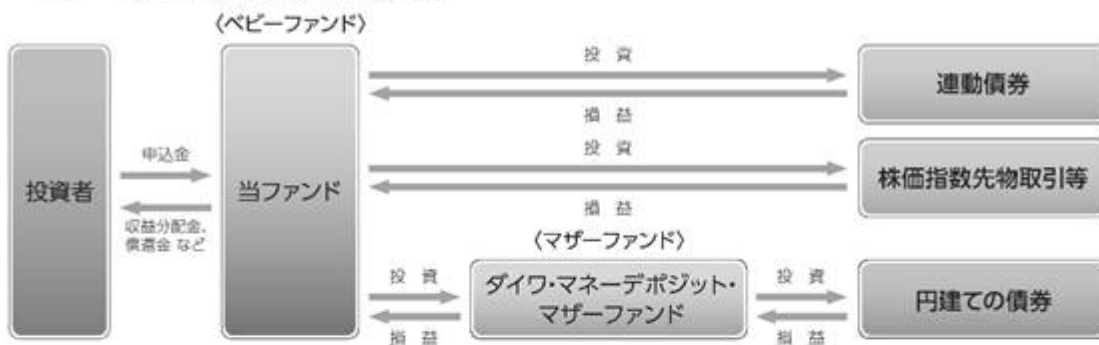 〈ベビーファンド〉
投資者
申込金
収益分配金、
償還金 など
当ファンド
投 資
損 益
連動債券
投 資
損 益
株価指数先物取引等
〈マザーファンド〉
投 資
損 益
ダイワ・マネーデポジット・
マザーファンド
投 資
損 益
円建ての債券